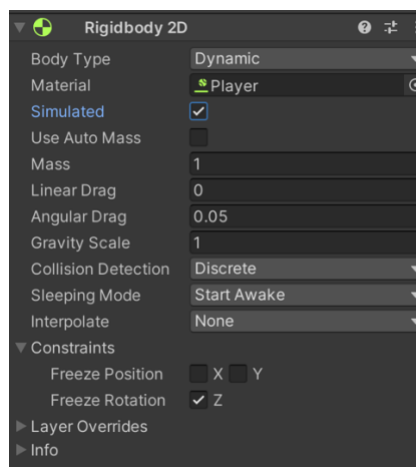 Rigidbody 2D
Body Type Dynamic
Material Player
Simulated
Use Auto Mass
Mass 1
Linear Drag 0
Angular Drag 0.05
Gravity Scale 1
Collision Detection Discrete
Sleeping Mode Start Awake
Interpolate None
Constraints
Freeze Position X Y
Freeze Rotation Z
Layer Overrides
Info